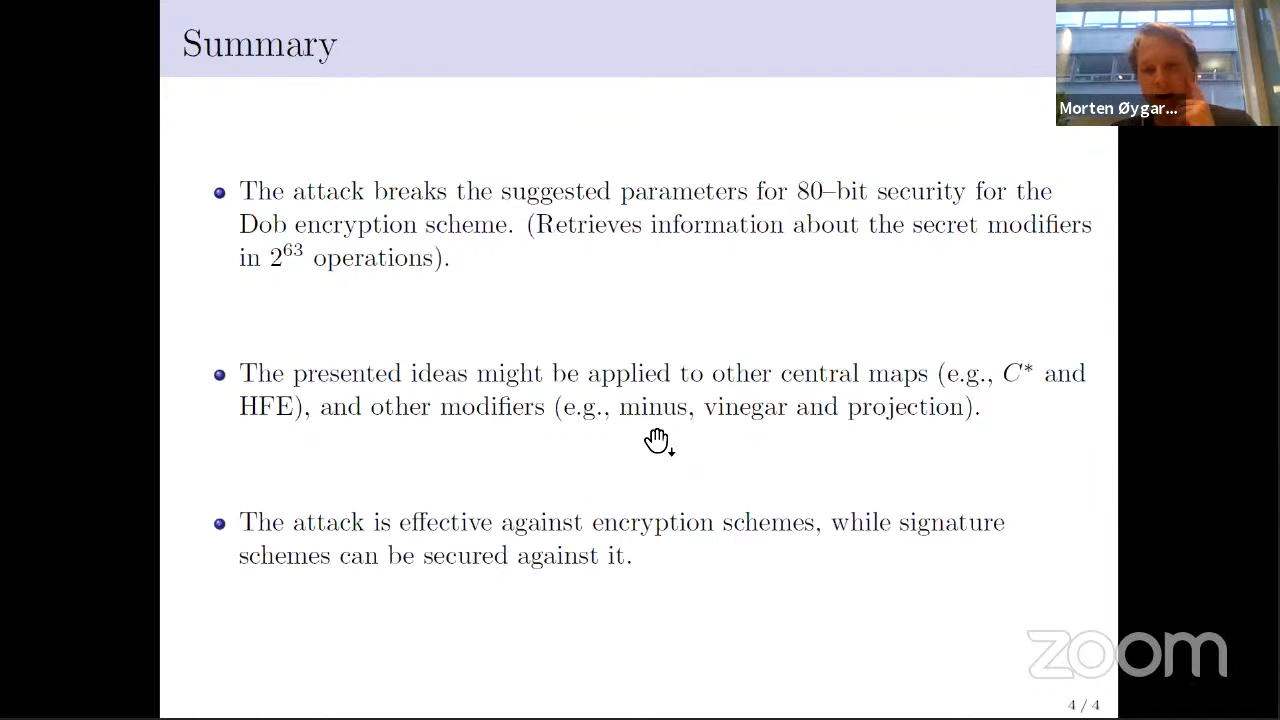 Summary
Morten Øygar...
The attack breaks the suggested parameters for 80–bit security for the
Dob encryption scheme. (Retrieves information about the secret modifiers
in 2^63 operations).
The presented ideas might be applied to other central maps (e.g., C* and
HFE), and other modifiers (e.g., minus, vinegar and projection).
The attack is effective against encryption schemes, while signature
schemes can be secured against it.
zoom
4 / 4